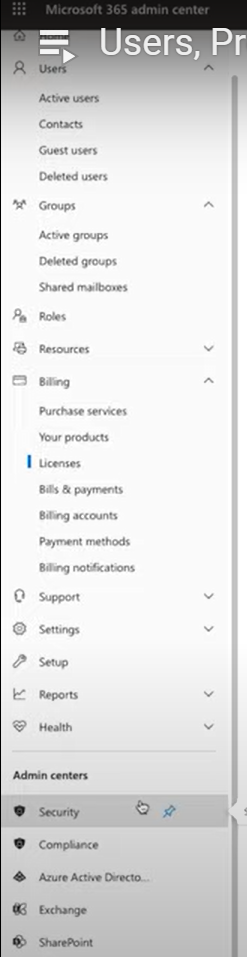 Microsoft 365 admin center
Users, Pr
Users
Active users
Contacts
Guest users
Deleted users
Groups
Active groups
Deleted groups
Shared mailboxes
Roles
Resources
Billing
Purchase services
Your products
Licenses
Bills & payments
Billing accounts
Payment methods
Billing notifications
Support
Settings
Setup
Reports
Health
Admin centers
Security
Compliance
Azure Active Directo...
Exchange
SharePoint